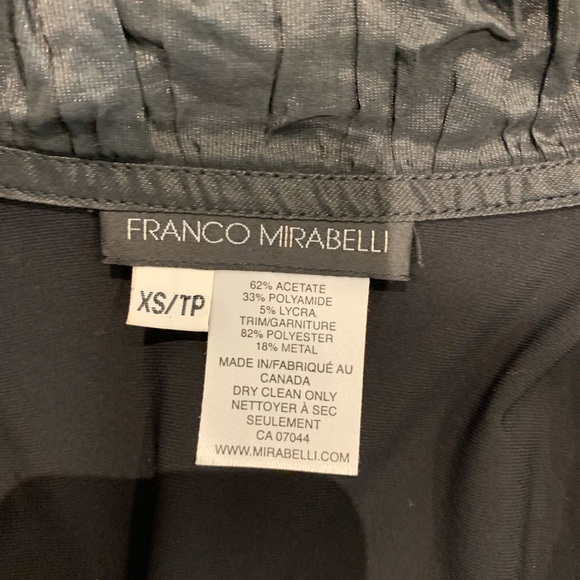 FRANCO MIRABELLI
XS/TP
62% ACETATE
33% POLYAMIDE
5% LYCRA.
TRIM/GARNITURE
82% POLYESTER
18% METAL
MADE IN/FABRIQUÉ AU
CANADA
DRY CLEAN ONLY
NETTOYER À SEC
SEULEMENT
CA 07044
WWW.MIRABELLI.COM